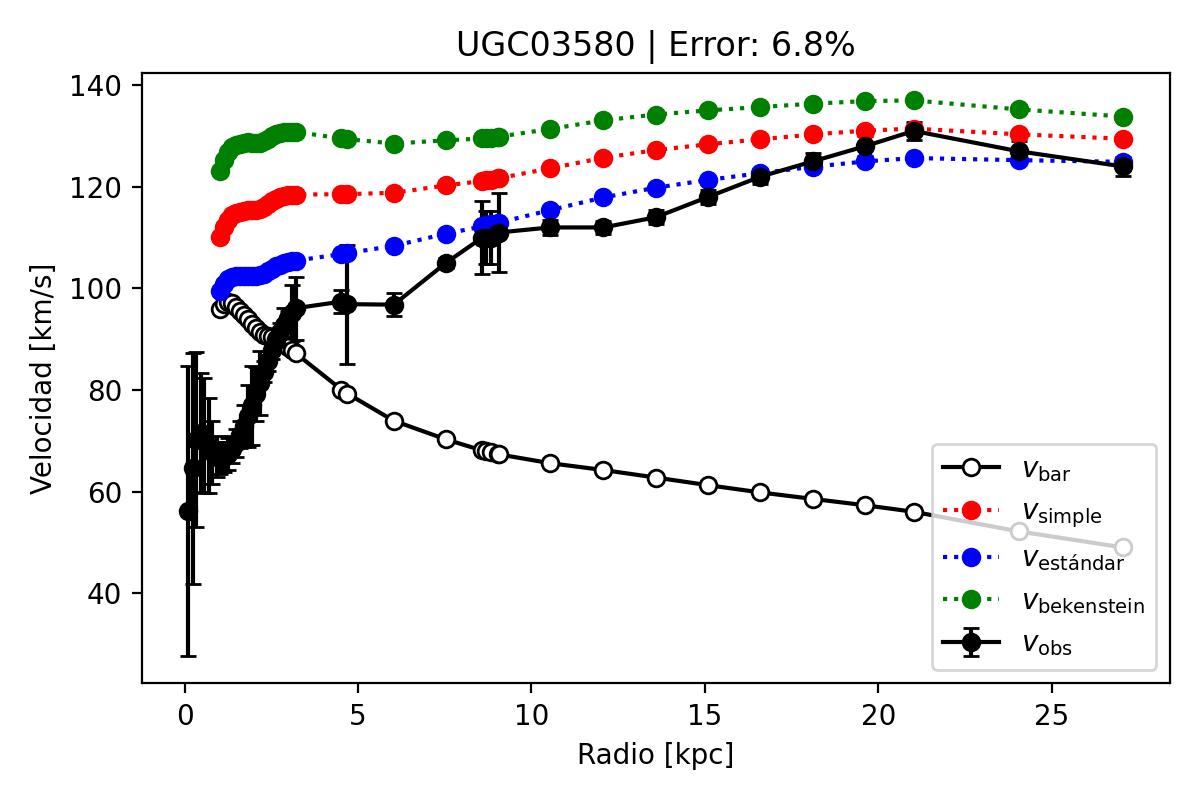 UGC03580 | Error: 6.8%
Velocidad [km/s]
140
120
100
80
60
40
v_bar
v_simple
v_estándar
v_bekenstein
v_obs
0 5 10 15 20 25
Radio [kpc]